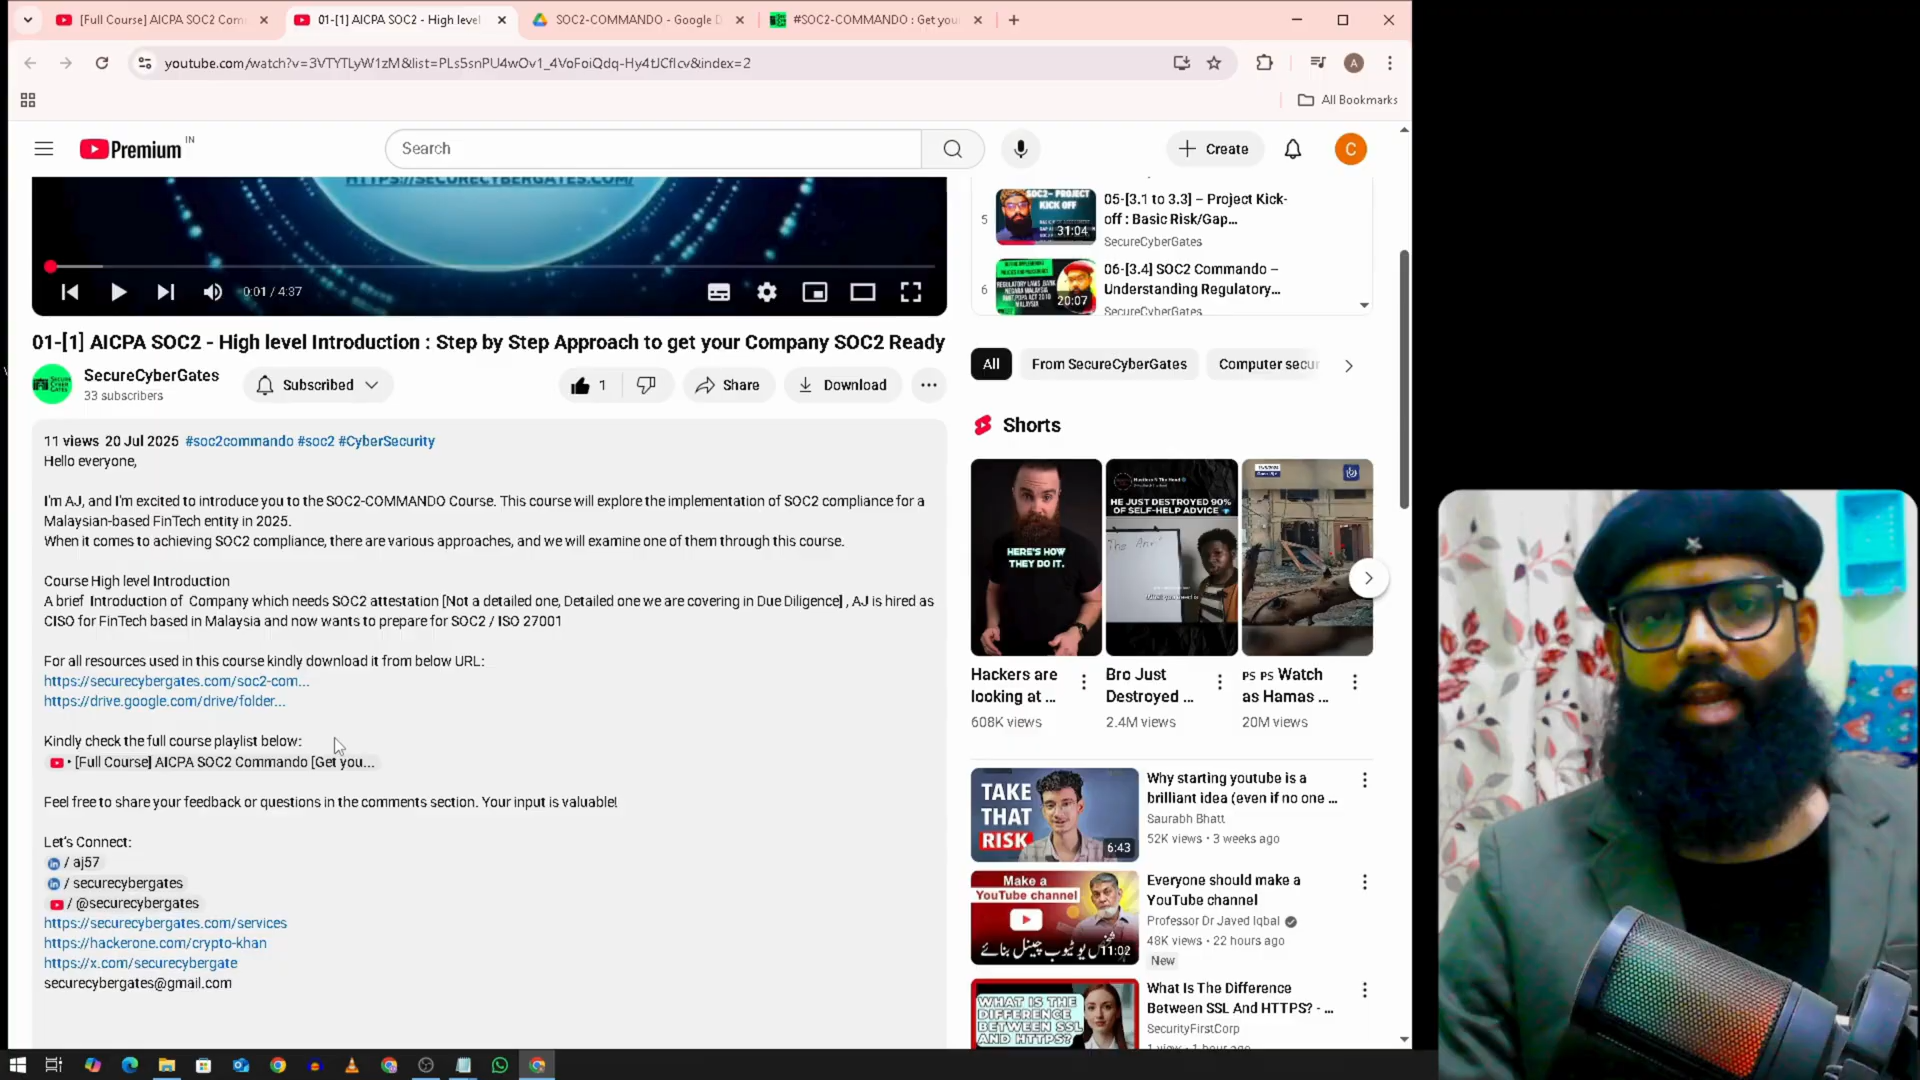 [Full Course] AICPA SOC2 Com
01-[1] AICPA SOC2 - High level
SOC2-COMMANDO - Google D
#SOC2-COMMANDO : Get you
youtube.com/watch?v=3VTYTLyW1zM&list=PLs5snPU4wOv1_4VoFoiQdq-Hy4tJCflcv&index=2
A
All Bookmarks
Premium IN
Search
Create
C
HTTPS://SECURECYBERGATES.COM/
0:01 / 4:37
5
SOC2- PROJECT
KICK OFF
31:04
05-[3.1 to 3.3] – Project Kick-
off : Basic Risk/Gap...
SecureCyberGates
6
20:07
06-[3.4] SOC2 Commando –
Understanding Regulatory...
SecureCyberGates
01-[1] AICPA SOC2 - High level Introduction : Step by Step Approach to get your Company SOC2 Ready
SecureCyberGates
33 subscribers
Subscribed
1
Share
Download
All
From SecureCyberGates
Computer secur
11 views 20 Jul 2025 #soc2commando #soc2 #CyberSecurity
Hello everyone,
I'm AJ, and I'm excited to introduce you to the SOC2-COMMANDO Course. This course will explore the implementation of SOC2 compliance for a
Malaysian-based FinTech entity in 2025.
When it comes to achieving SOC2 compliance, there are various approaches, and we will examine one of them through this course.
Course High level Introduction
A brief Introduction of Company which needs SOC2 attestation [Not a detailed one, Detailed one we are covering in Due Diligence] , AJ is hired as
CISO for FinTech based in Malaysia and now wants to prepare for SOC2 / ISO 27001
For all resources used in this course kindly download it from below URL:
https://securecybergates.com/soc2-com...
https://drive.google.com/drive/folder...
Kindly check the full course playlist below:
• [Full Course] AICPA SOC2 Commando [Get you...
Feel free to share your feedback or questions in the comments section. Your input is valuable!
Let's Connect:
/ aj57
/ securecybergates
/ @securecybergates
https://securecybergates.com/services
https://hackerone.com/crypto-khan
https://x.com/securecybergate
securecybergates@gmail.com
Shorts
HERE'S HOW
THEY DO IT.
HE JUST DESTROYED 90%
OF SELF-HELP ADVICE
Hackers are
looking at ...
608K views
Bro Just
Destroyed ...
2.4M views
PS PS Watch
as Hamas ...
20M views
TAKE
THAT
RISK
6:43
Why starting youtube is a
brilliant idea (even if no one ...
Saurabh Bhatt
52K views • 3 weeks ago
Make a
YouTube channel
11:02
Everyone should make a
YouTube channel
Professor Dr Javed Iqbal
48K views • 22 hours ago
New
WHAT IS THE
DIFFERENCE
BETWEEN SSL
AND HTTPS?
What Is The Difference
Between SSL And HTTPS? - ...
SecurityFirstCorp
1 view • 1 hour ago